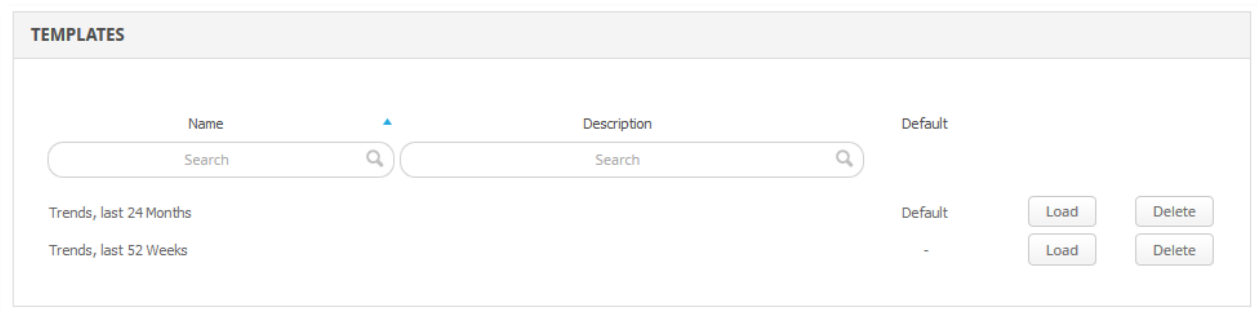 TEMPLATES
Name Description Default
Search Search
Trends, last 24 Months Default Load Delete
Trends, last 52 Weeks - Load Delete